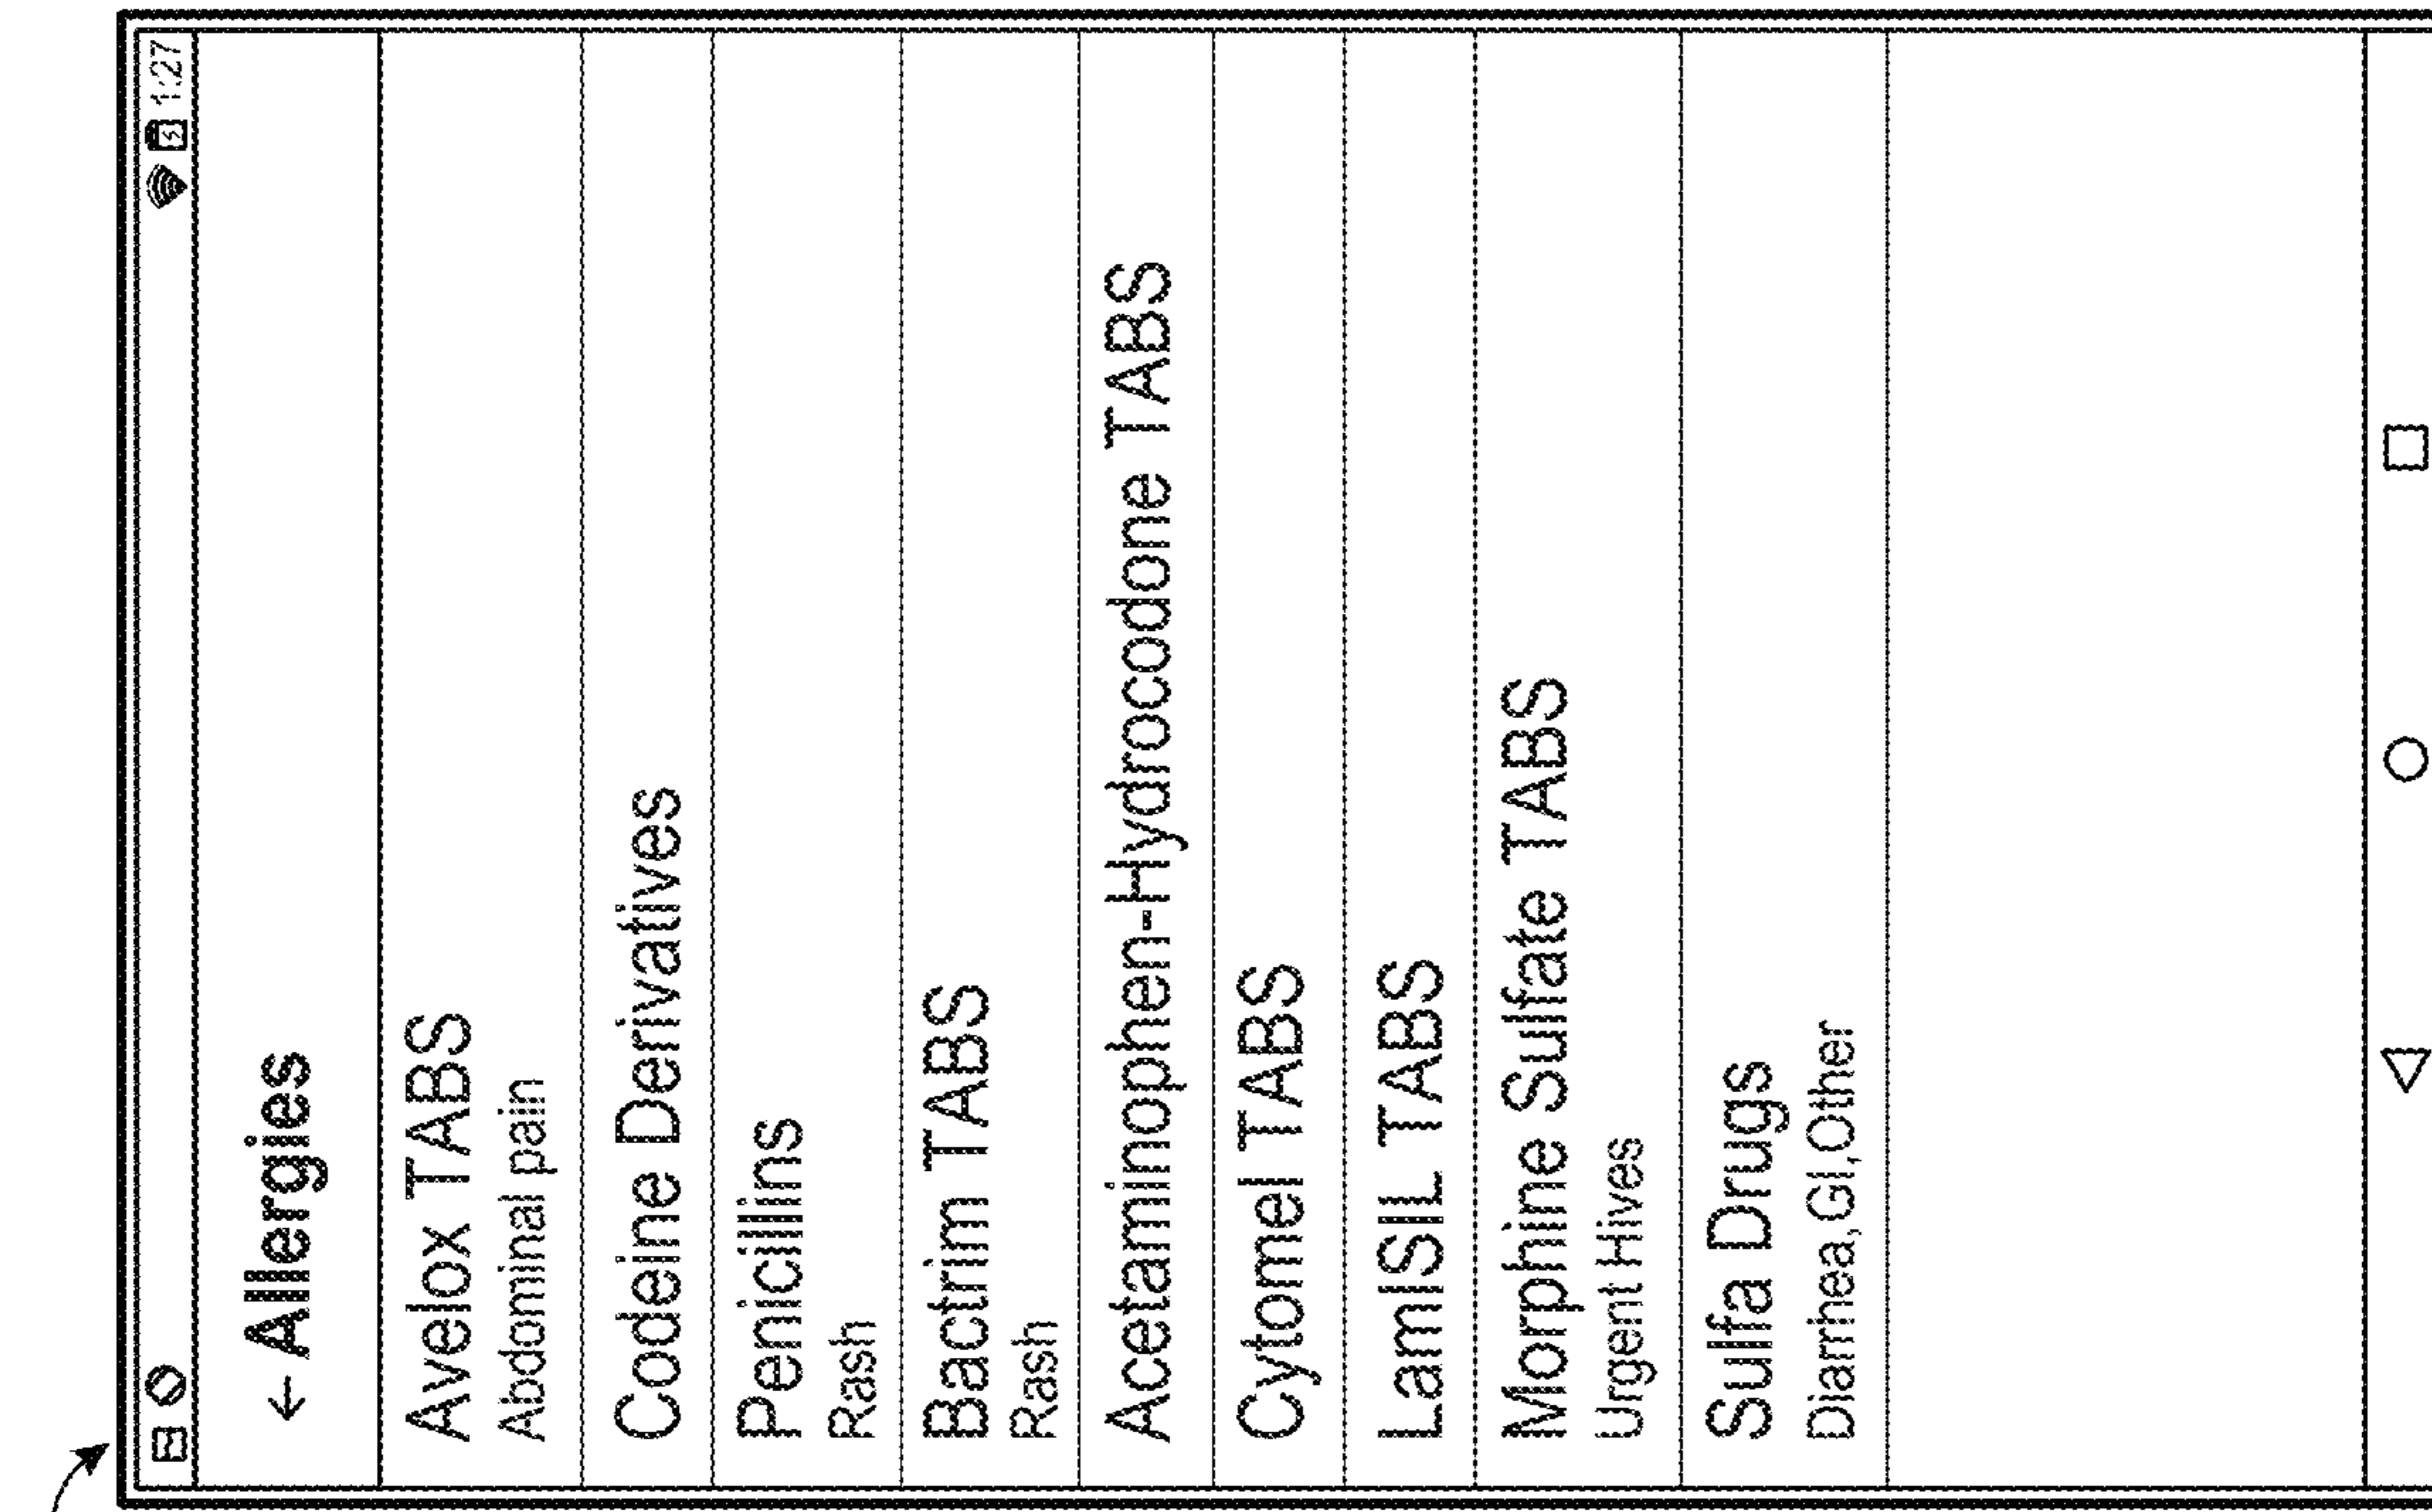 1:27
← Allergies
Avelox TABS
Abdominal pain
Codeine Derivatives
Penicillins
Rash
Bactrim TABS
Rash
Acetaminophen-Hydrocodone TABS
Cytomel TABS
LamISIL TABS
Morphine Sulfate TABS
Urgent Hives
Sulfa Drugs
Diarrhea,GI,Other